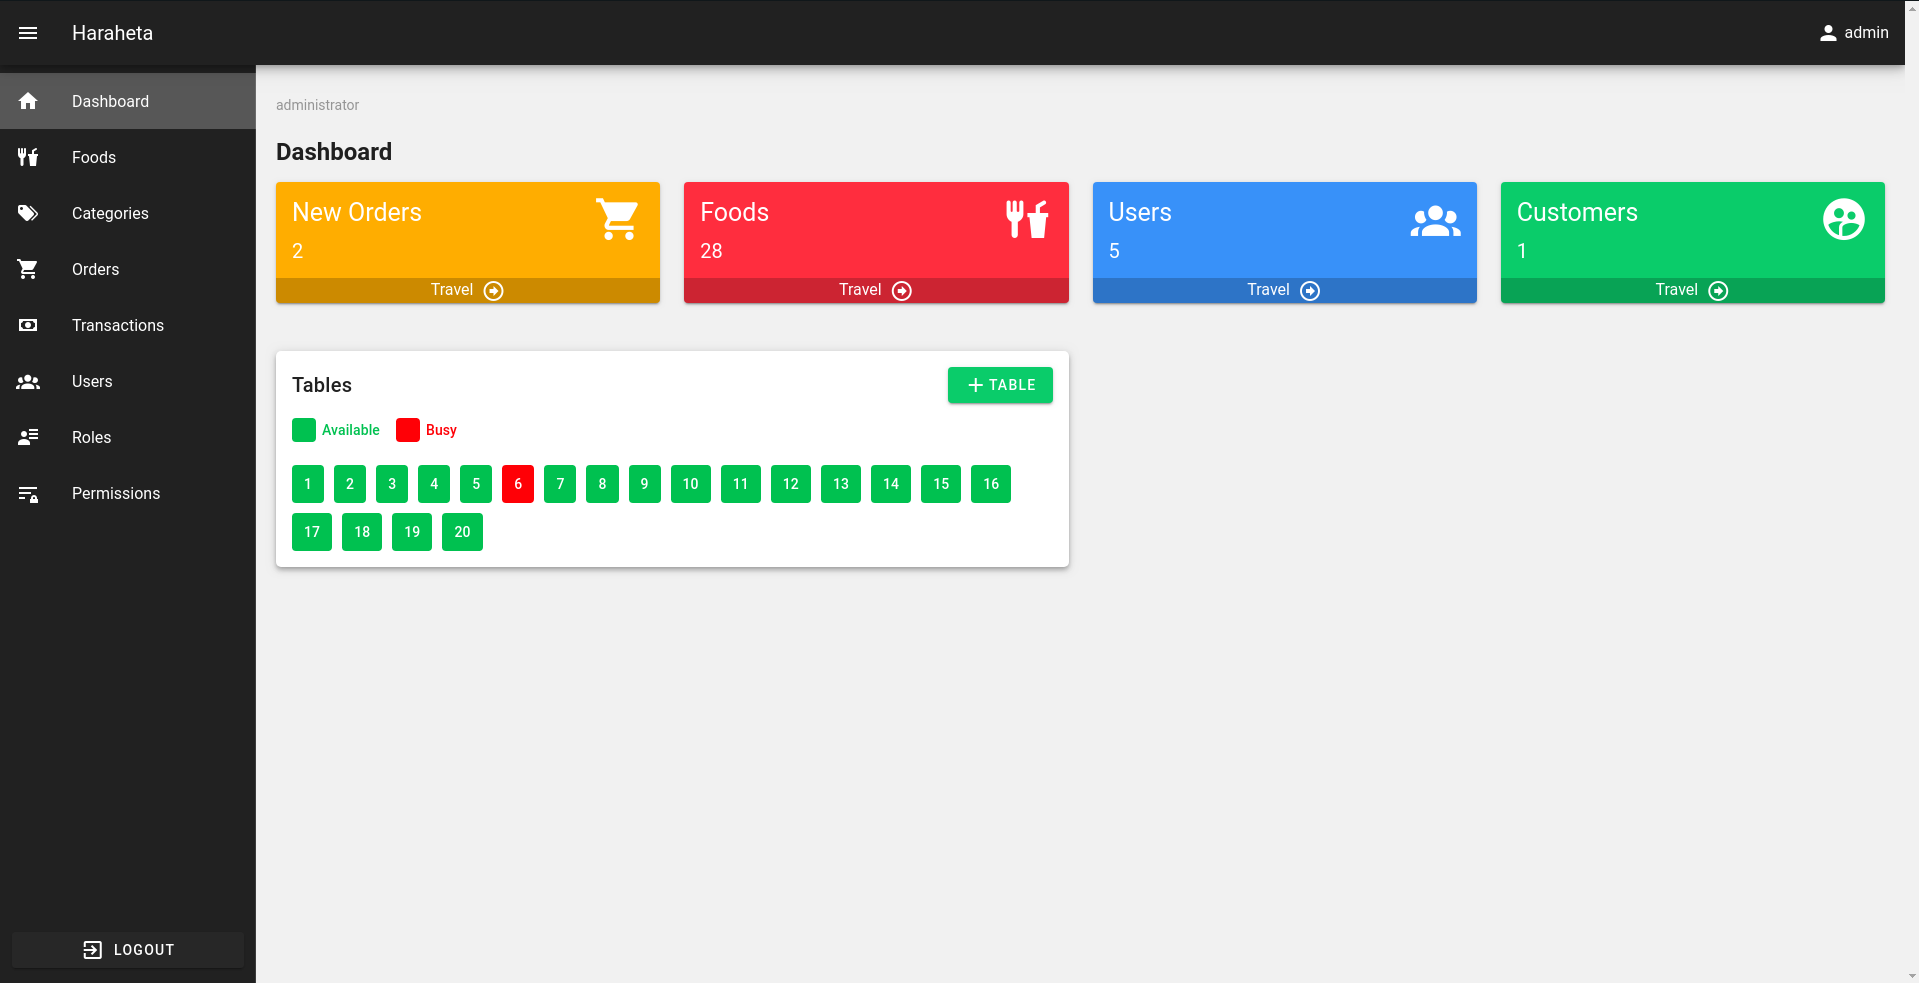 Haraheta
admin
Dashboard
Foods
Categories
Orders
Transactions
Users
Roles
Permissions
LOGOUT
administrator
Dashboard
New Orders
2
Travel
Foods
28
Travel
Users
5
Travel
Customers
1
Travel
Tables
TABLE
Available Busy
1 2 3 4 5 6 7 8 9 10 11 12 13 14 15 16
17 18 19 20